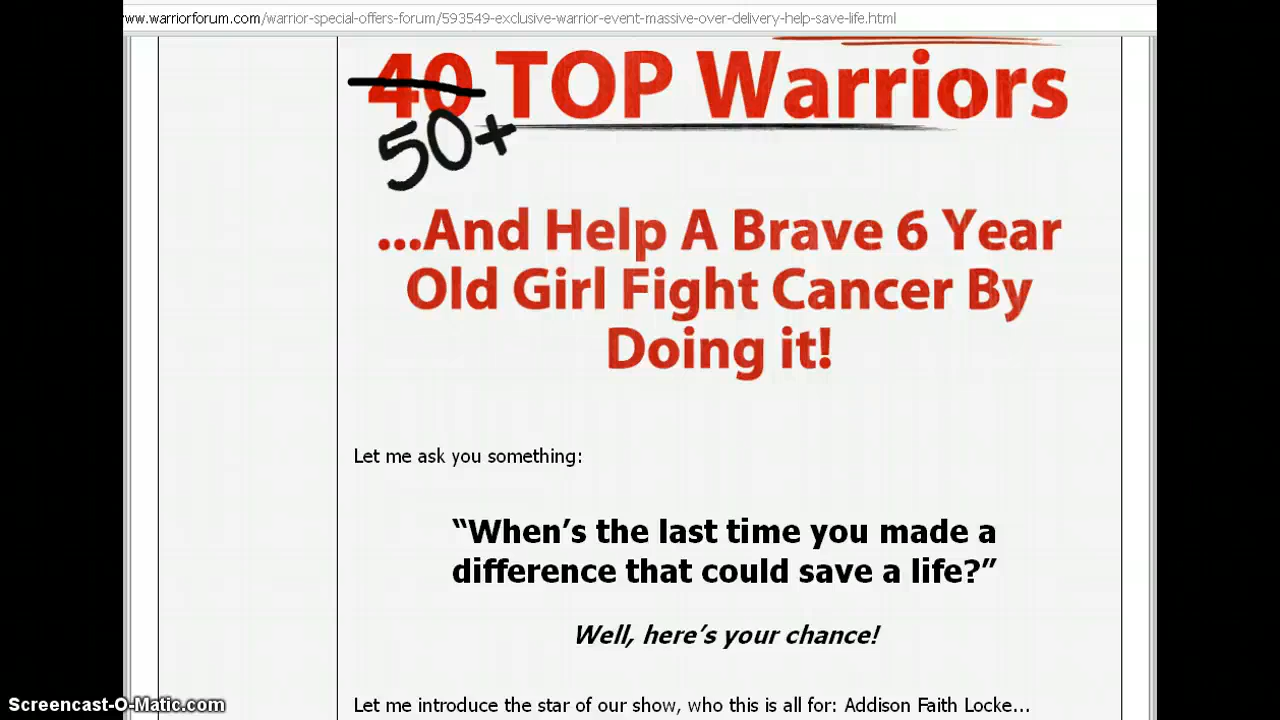 www.warriorforum.com/warrior-special-offers-forum/593549-exclusive-warrior-event-massive-over-delivery-help-save-life.html
40 TOP Warriors
50+
...And Help A Brave 6 Year
Old Girl Fight Cancer By
Doing it!
Let me ask you something:
“When’s the last time you made a
difference that could save a life?”
Well, here’s your chance!
Let me introduce the star of our show, who this is all for: Addison Faith Locke...
Screencast-O-Matic.com